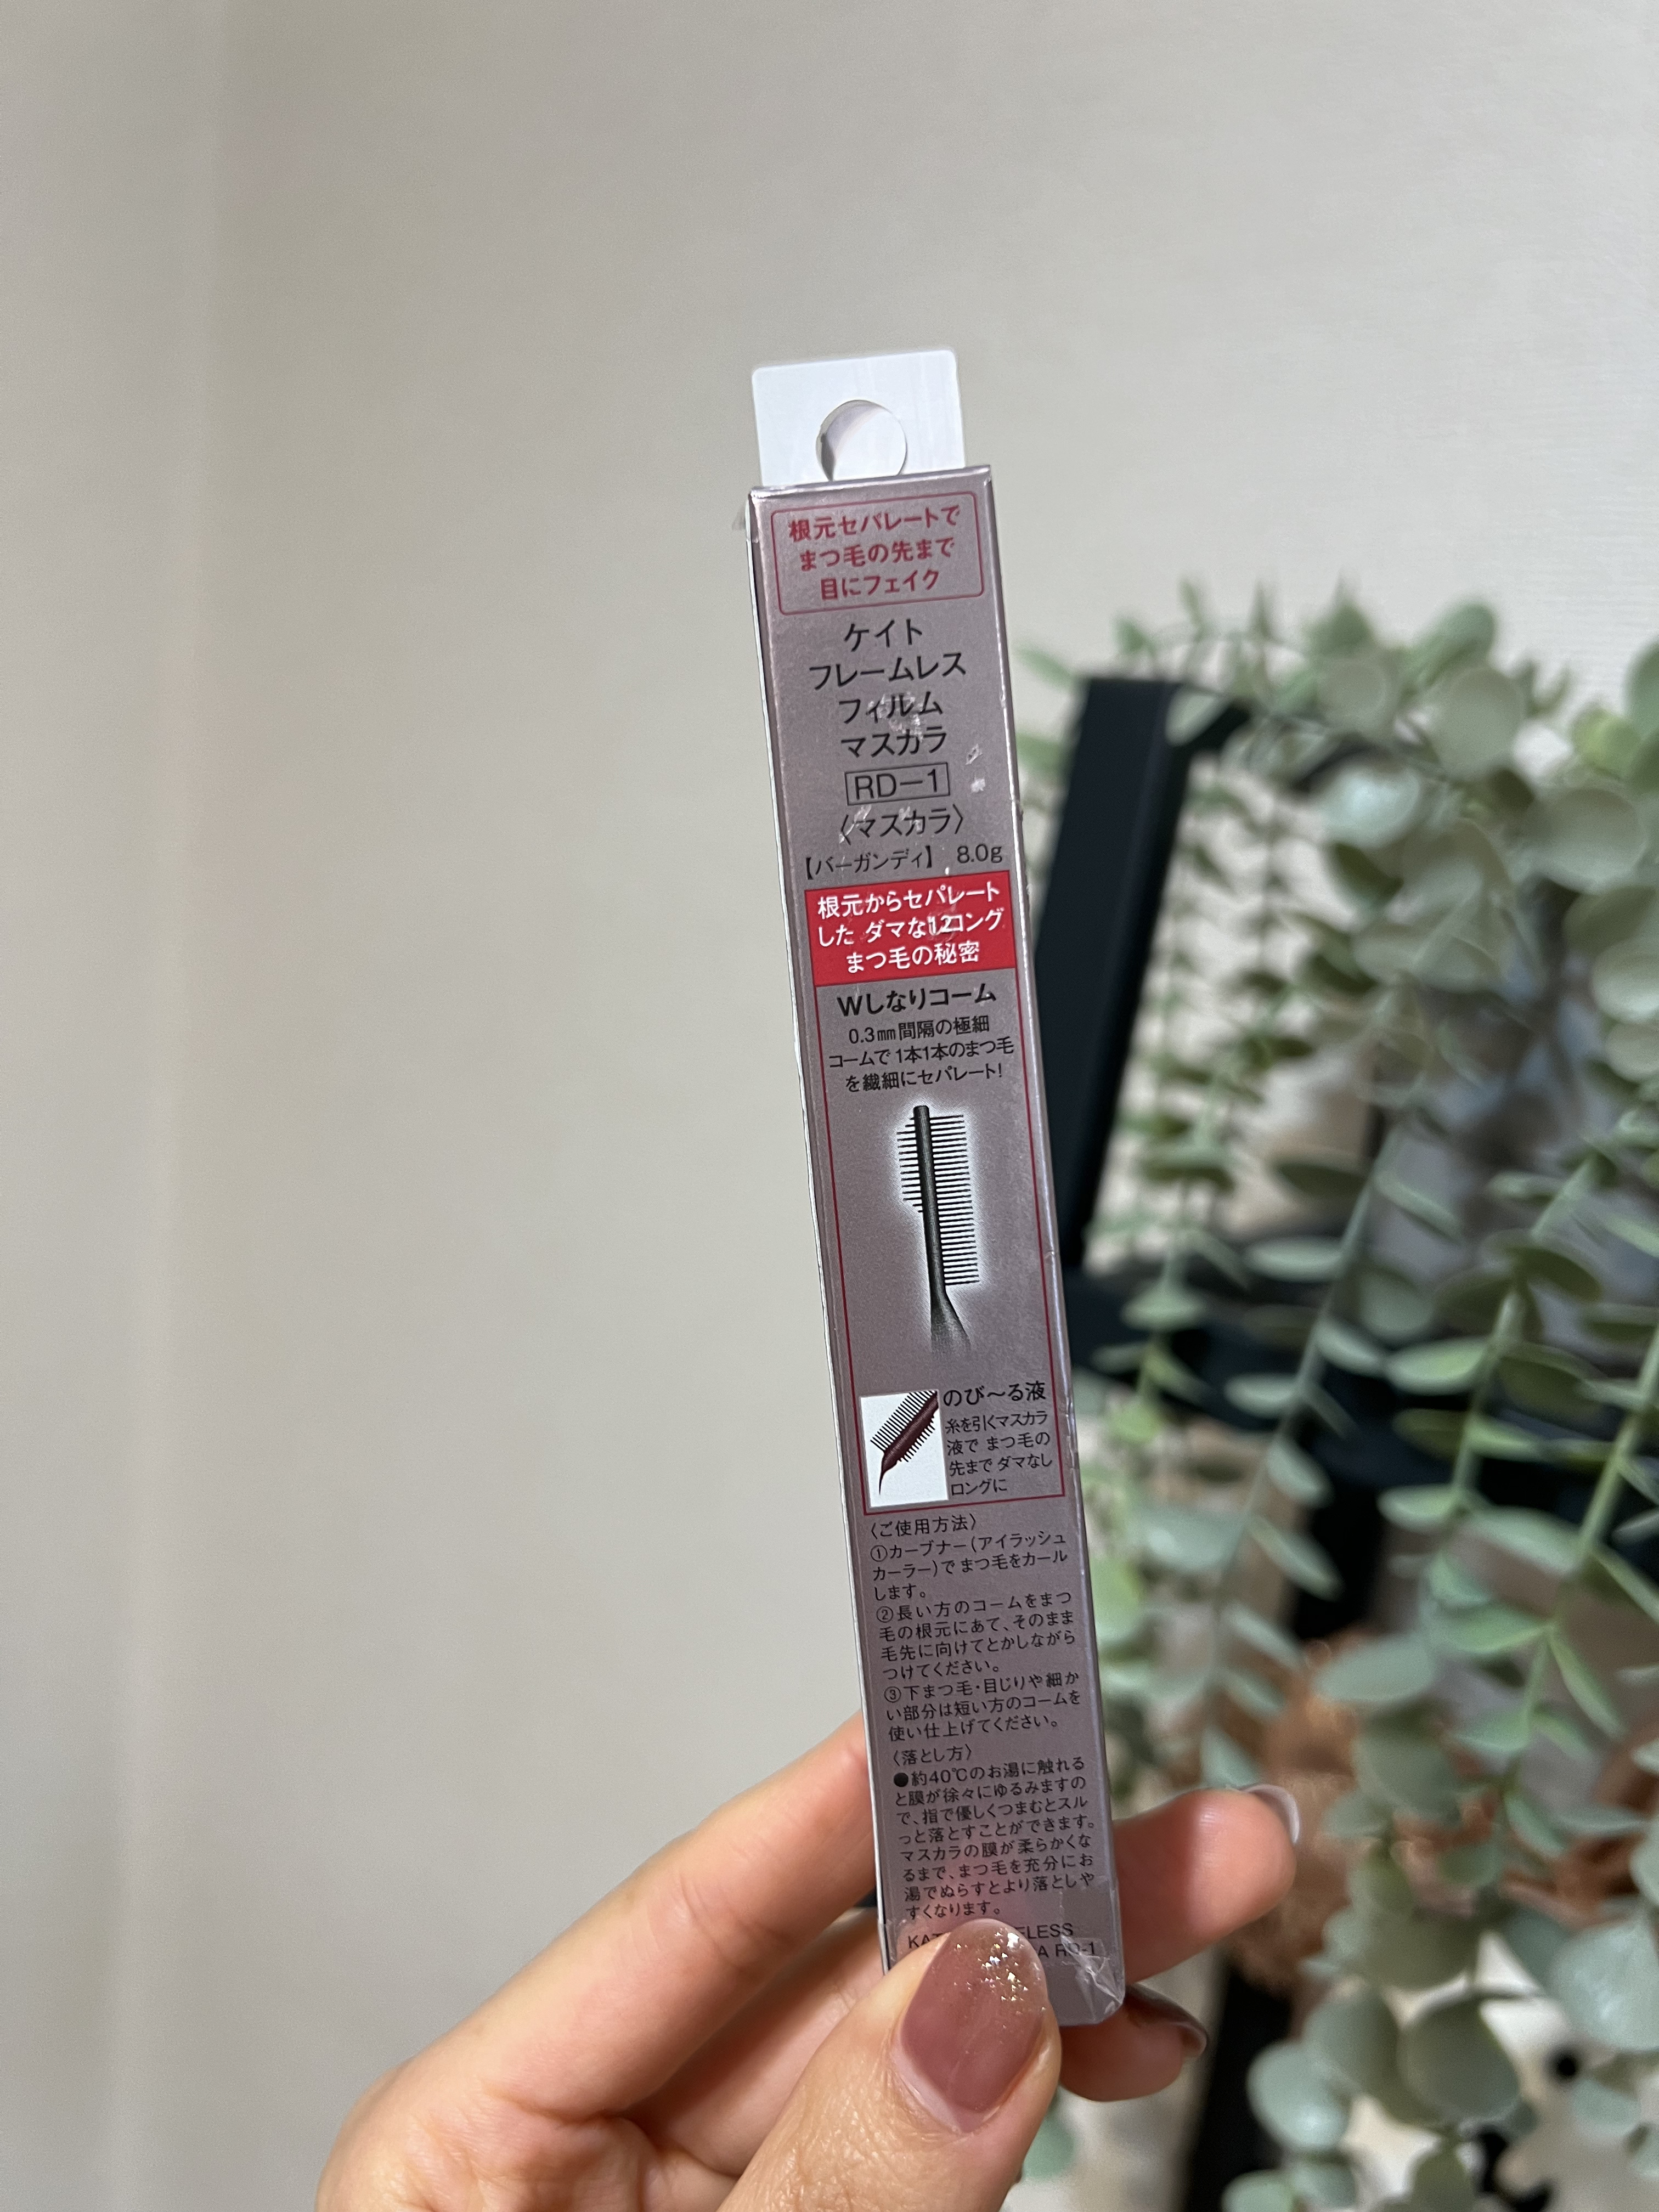 根元セパレートで
まつ毛の先まで
目にフェイク
ケイト
フレームレス
フィルム
マスカラ
RD-1
〈マスカラ〉
【バーガンディ】 8.0g
根元からセパレート
した ダマなしロング
まつ毛の秘密
Wしなりコーム
0.3㎜間隔の極細
コームで 1本1本のまつ毛
を繊細にセパレート!
のび〜る液
糸を引くマスカラ
液で まつ毛の
先まで ダマなし
ロングに
〈ご使用方法〉
①カーブナー(アイラッシュ
カーラー)で まつ毛をカール
します。
②長い方のコームをまつ
毛の根元にあて、そのまま
毛先に向けてとかしながら
つけてください。
③下まつ毛・目じりや細か
い部分は短い方のコームを
使い仕上げてください。
〈落とし方〉
●約40℃のお湯に触れる
と膜が徐々にゆるみますの
で、指で優しくつまむとスル
っと落とすことができます。
マスカラの膜が柔らかくな
るまで、まつ毛を充分にお
湯でぬらすとより落としや
すくなります。